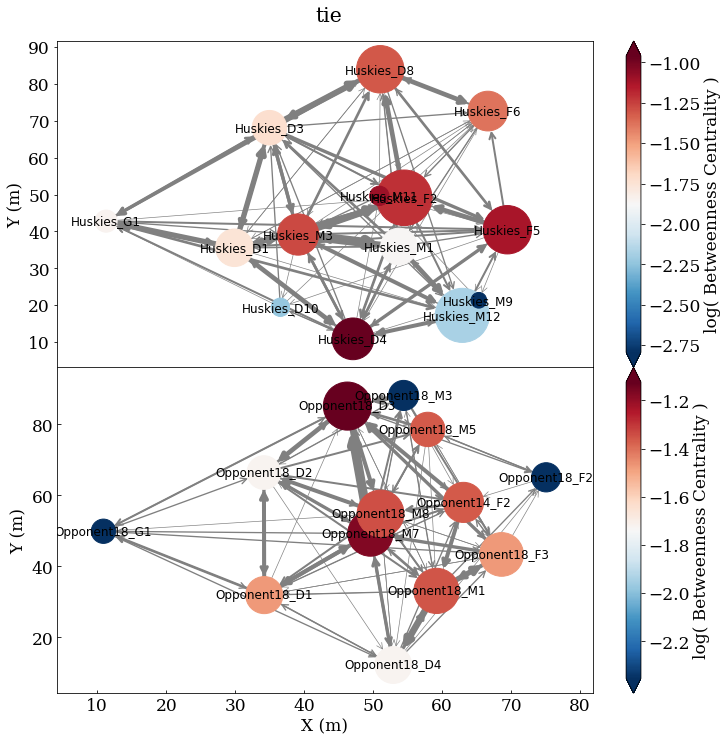 tie
90
80
70
60
50
40
30
20
10
Y (m)
Huskies_D8
Huskies_F6
Huskies_D3
Huskies_M11
Huskies_F2
Huskies_G1
Huskies_M3
Huskies_F5
Huskies_D1
Huskies_M1
Huskies_D10
Huskies_M9
Huskies_M12
Huskies_D4
−1.00
−1.25
−1.50
−1.75
−2.00
−2.25
−2.50
−2.75
log( Betweenness Centrality )
80
60
40
20
Y (m)
Opponent18_M3
Opponent18_D3
Opponent18_M5
Opponent18_D2
Opponent18_F2
Opponent14_F2
Opponent18_M8
Opponent18_G1
Opponent18_M7
Opponent18_F3
Opponent18_D1
Opponent18_M1
Opponent18_D4
−1.2
−1.4
−1.6
−1.8
−2.0
−2.2
log( Betweenness Centrality )
10 20 30 40 50 60 70 80
X (m)